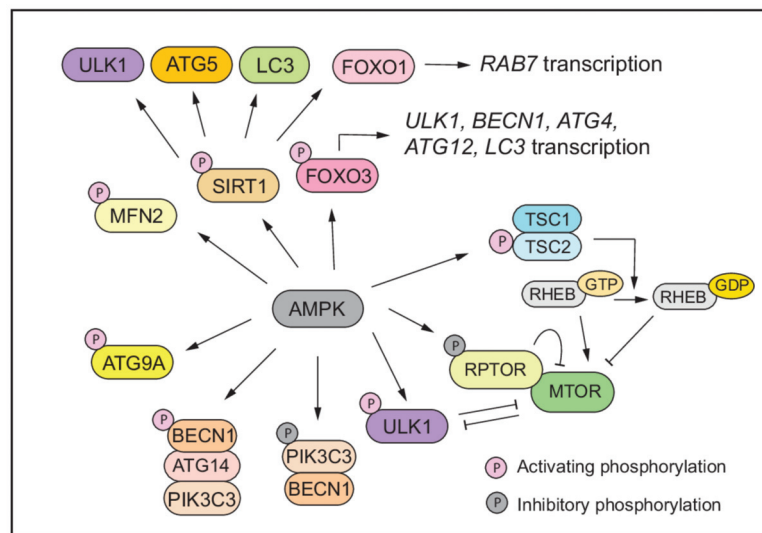 ULK1
ATG5
LC3
FOXO1
RAB7 transcription
ULK1, BECN1, ATG4,
ATG12, LC3 transcription
P
SIRT1
P
FOXO3
P
MFN2
TSC1
P
TSC2
AMPK
RHEB
GTP
RHEB
GDP
P
ATG9A
P
RPTOR
MTOR
P
ULK1
P
BECN1
ATG14
PIK3C3
P
PIK3C3
BECN1
P Activating phosphorylation
P Inhibitory phosphorylation